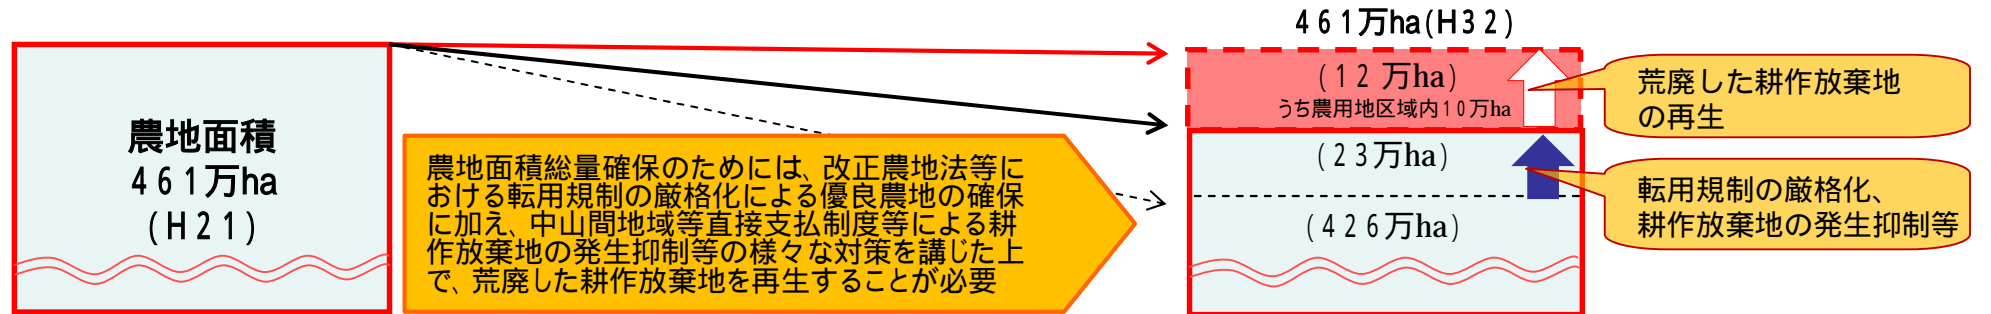 農地面積
461万ha
(H21)
農地面積総量確保のためには、改正農地法等に
おける転用規制の厳格化による優良農地の確保
に加え、中山間地域等直接支払制度等による耕
作放棄地の発生抑制等の様々な対策を講じた上
で、荒廃した耕作放棄地を再生することが必要
461万ha(H32)
(12 万ha)
うち農用地区域内10万ha
(23万ha)
(426万ha)
荒廃した耕作放棄地
の再生
転用規制の厳格化、
耕作放棄地の発生抑制等